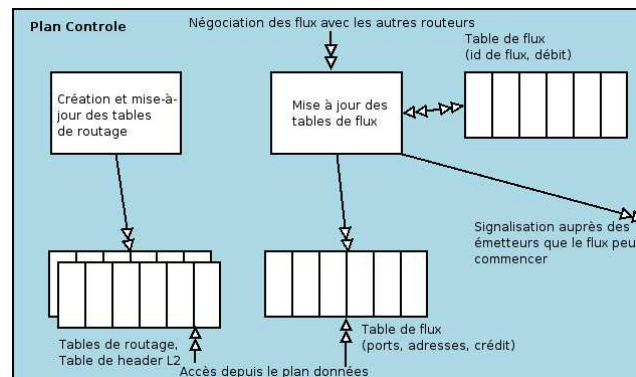 Plan Controle
Négociation des flux avec les autres routeurs
Table de flux
(id de flux, débit)
Création et mise-à-
jour des tables
de routage
Mise à jour des
tables de flux
Signalisation auprès des
émetteurs que le flux peu
commencer
Tables de routage,
Table de header L2
Table de flux
(ports, adresses, crédit)
Accès depuis le plan données